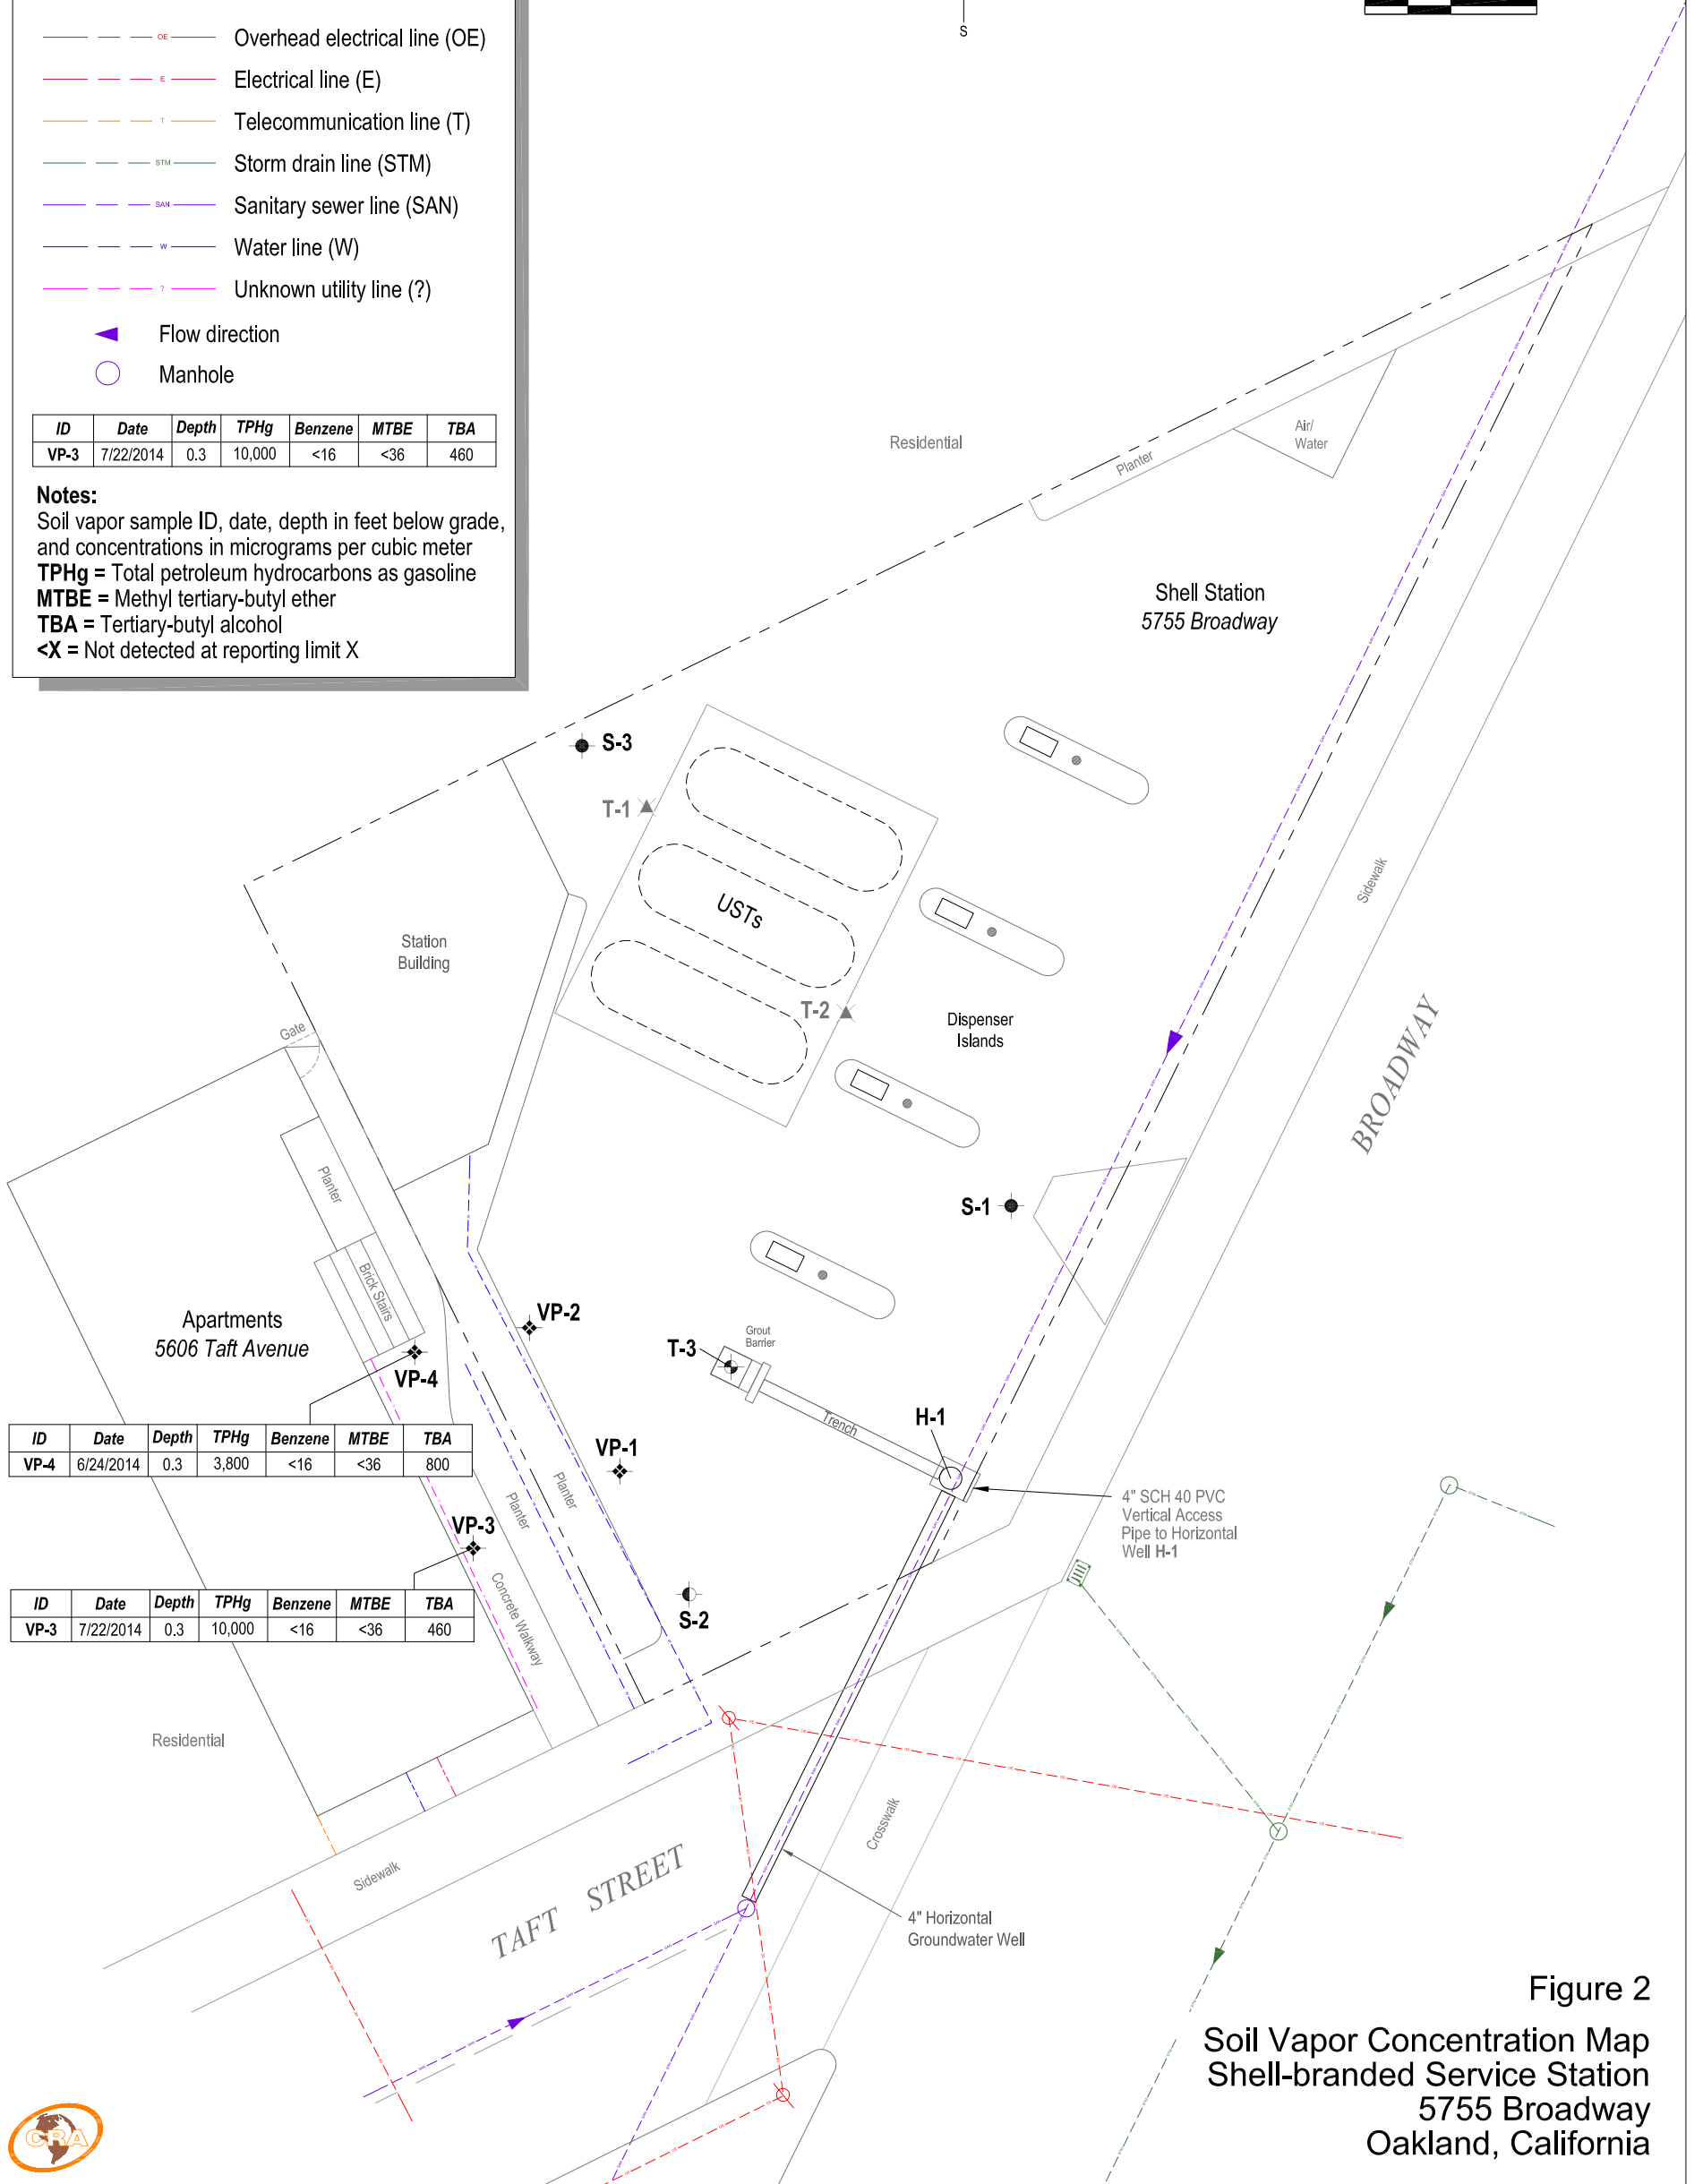 S
OE Overhead electrical line (OE)
E Electrical line (E)
T Telecommunication line (T)
STM Storm drain line (STM)
SAN Sanitary sewer line (SAN)
W Water line (W)
? Unknown utility line (?)
Flow direction
Manhole
ID Date Depth TPHg Benzene MTBE TBA
VP-3 7/22/2014 0.3 10,000 <16 <36 460
Notes:
Soil vapor sample ID, date, depth in feet below grade,
and concentrations in micrograms per cubic meter
TPHg = Total petroleum hydrocarbons as gasoline
MTBE = Methyl tertiary-butyl ether
TBA = Tertiary-butyl alcohol
<X = Not detected at reporting limit X
Residential
Air/
Water
Planter
Shell Station
5755 Broadway
S-3
T-1
USTs
Station
Building
T-2
Dispenser
Islands
Sidewalk
BROADWAY
Gate
Planter
S-1
Brick Stairs
Apartments
5606 Taft Avenue
VP-2
VP-4
Grout
Barrier
T-3
Trench
H-1
ID Date Depth TPHg Benzene MTBE TBA
VP-4 6/24/2014 0.3 3,800 <16 <36 800
VP-1
Planter
Planter
4" SCH 40 PVC
Vertical Access
Pipe to Horizontal
Well H-1
VP-3
ID Date Depth TPHg Benzene MTBE TBA
VP-3 7/22/2014 0.3 10,000 <16 <36 460
Concrete Walkway
S-2
Residential
Crosswalk
Sidewalk
TAFT STREET
4" Horizontal
Groundwater Well
Figure 2
Soil Vapor Concentration Map
Shell-branded Service Station
5755 Broadway
Oakland, California
CRA